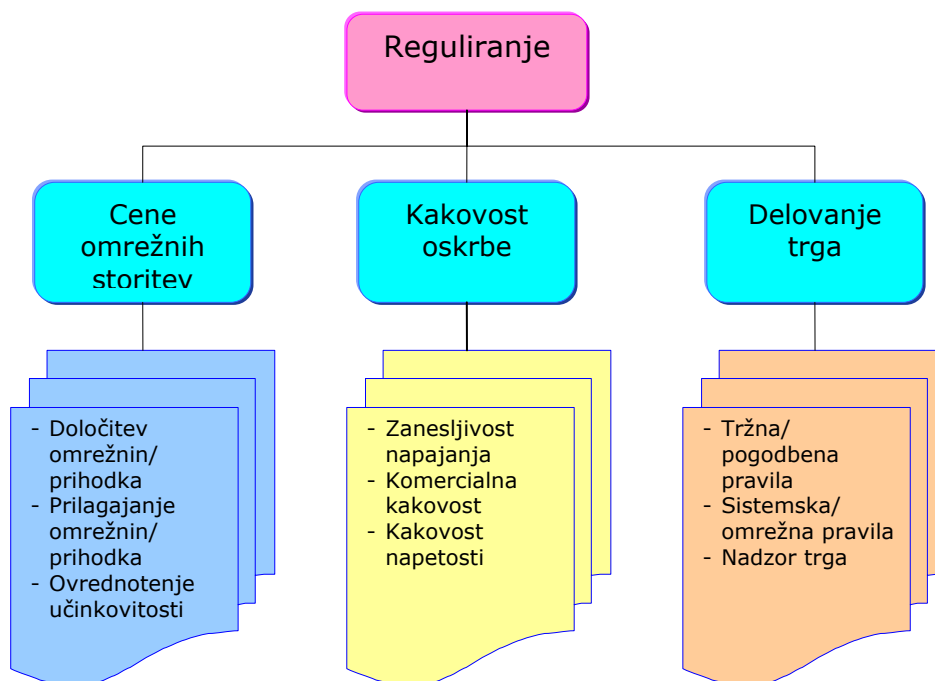 Reguliranje
Cene
omrežnih
storitev
Kakovost
oskrbe
Delovanje
trga
- Določitev
omrežnin/
prihodka
- Prilagajanje
omrežnin/
prihodka
- Ovrednotenje
učinkovitosti
- Zanesljivost
napajanja
- Komercialna
kakovost
- Kakovost
napetosti
- Tržna/
pogodbena
pravila
- Sistemska/
omrežna pravila
- Nadzor trga